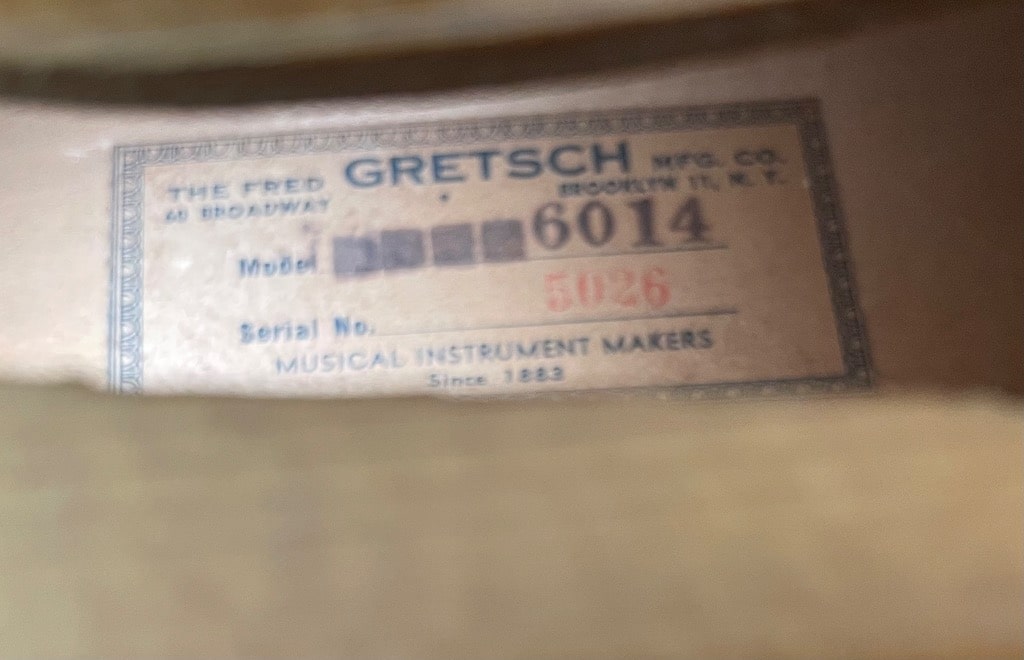 THE FRED GRETSCH MFG. CO.
60 BROADWAY BROOKLYN 11, N. Y.
Model 6014
Serial No. 5026
MUSICAL INSTRUMENT MAKERS
Since 1883